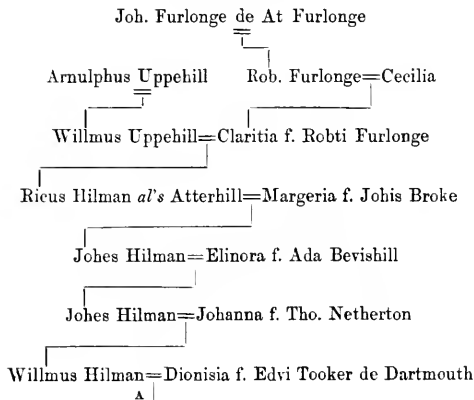 Joh. Furlonge de At Furlonge
Arnulphus Uppehill Rob. Furlonge=Cecilia
Willmus Uppehill=Claritia f. Robti Furlonge
Ricus Hilman al's Atterhill=Margeria f. Johis Broke
Johes Hilman=Elinora f. Ada Bevishill
Johes Hilman=Johanna f. Tho. Netherton
Willmus Hilman=Dionisia f. Edvi Tooker de Dartmouth
A